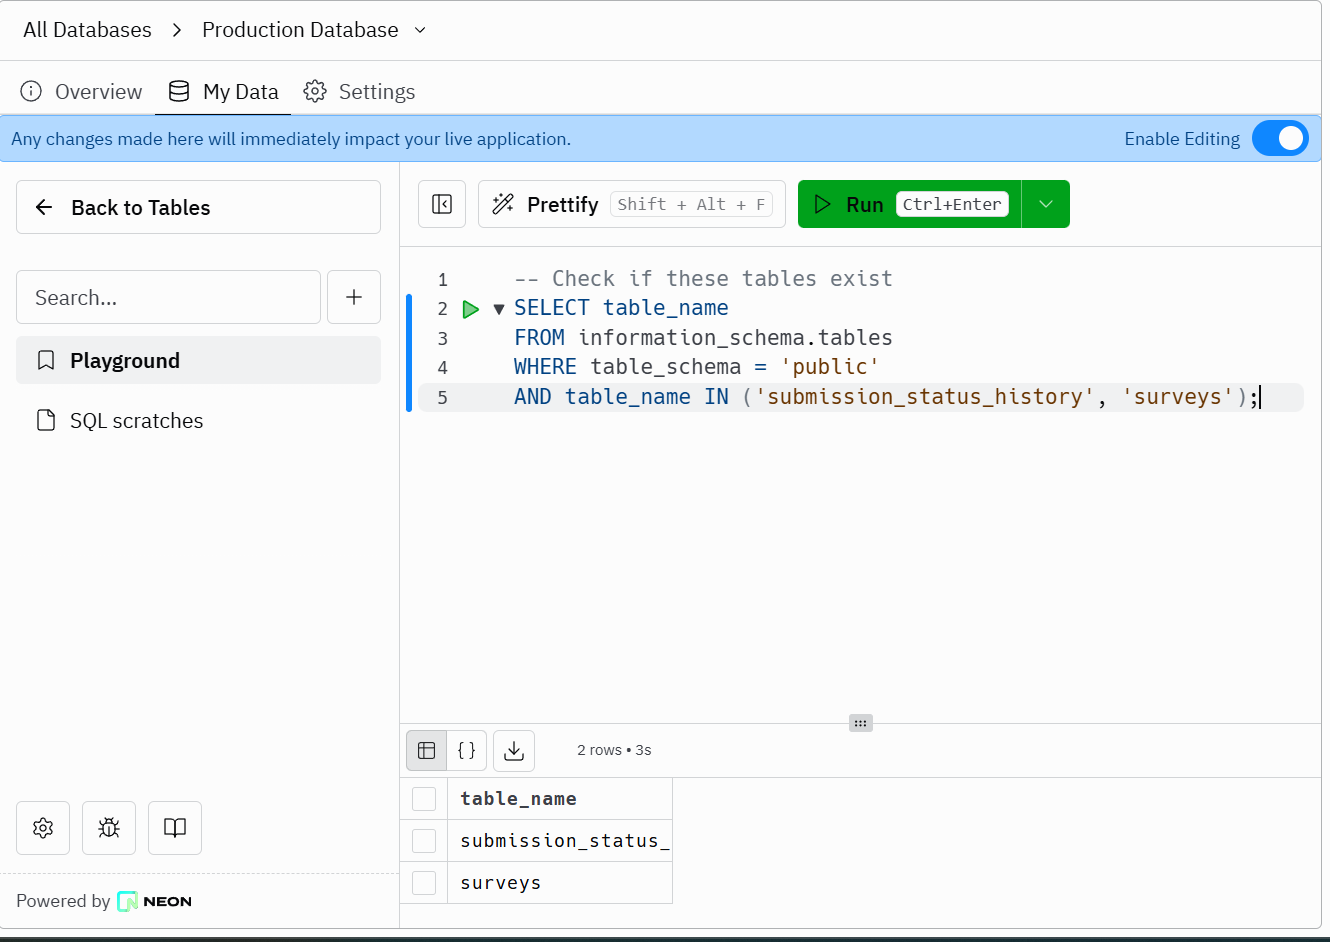 All Databases > Production Database
Overview My Data Settings
Any changes made here will immediately impact your live application. Enable Editing
Back to Tables
Search...
Playground
SQL scratches
Powered by NEON
Prettify Shift + Alt + F Run Ctrl+Enter
1 -- Check if these tables exist
2 SELECT table_name
3 FROM information_schema.tables
4 WHERE table_schema = 'public'
5 AND table_name IN ('submission_status_history', 'surveys');
{ } 2 rows • 3s
table_name
submission_status_
surveys